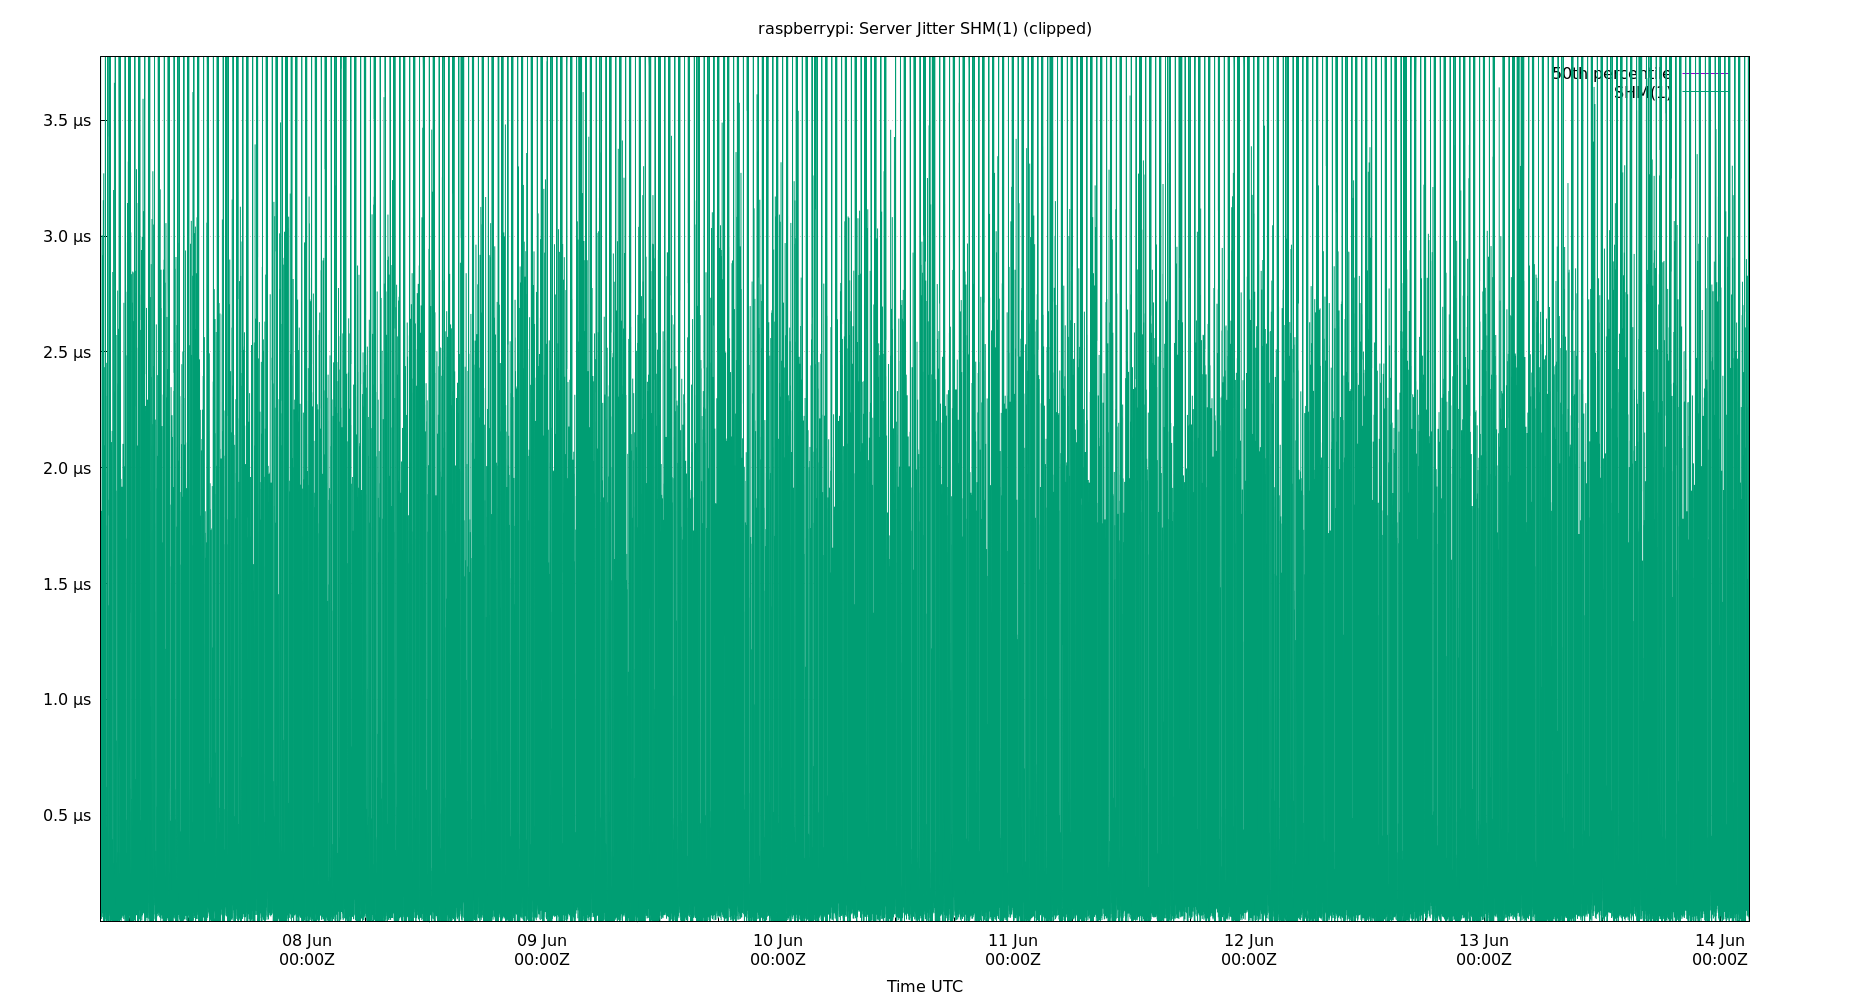 raspberrypi: Server Jitter SHM(1) (clipped)
50th percentile
SHM(1)
3.5 µs
3.0 µs
2.5 µs
2.0 µs
1.5 µs
1.0 µs
0.5 µs
08 Jun 09 Jun 10 Jun 11 Jun 12 Jun 13 Jun 14 Jun
00:00Z 00:00Z 00:00Z 00:00Z 00:00Z 00:00Z 00:00Z
Time UTC